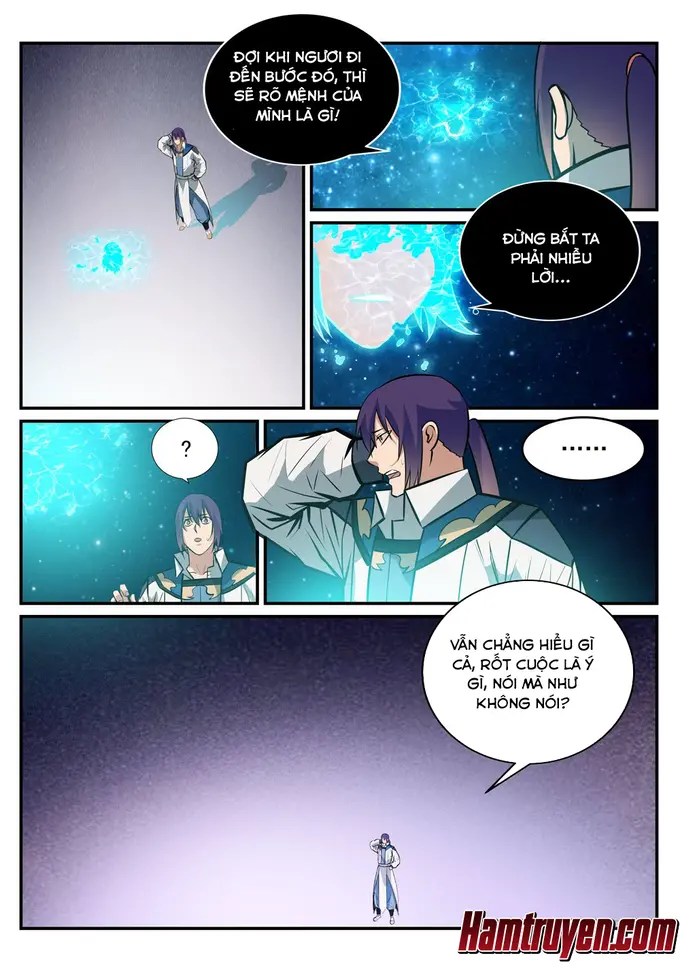 ĐỢI KHI NGƯƠI ĐI
ĐẾN BƯỚC ĐÓ, THÌ
SẼ RÕ MỆNH CỦA
MÌNH LÀ GÌ!
ĐỪNG BẮT TA
PHẢI NHIỀU
LỜI...
?
......
VẪN CHẲNG HIỂU GÌ
CẢ, RỐT CUỘC LÀ Ý
GÌ, NÓI MÀ NHƯ
KHÔNG NÓI?
Hamtruyen.com